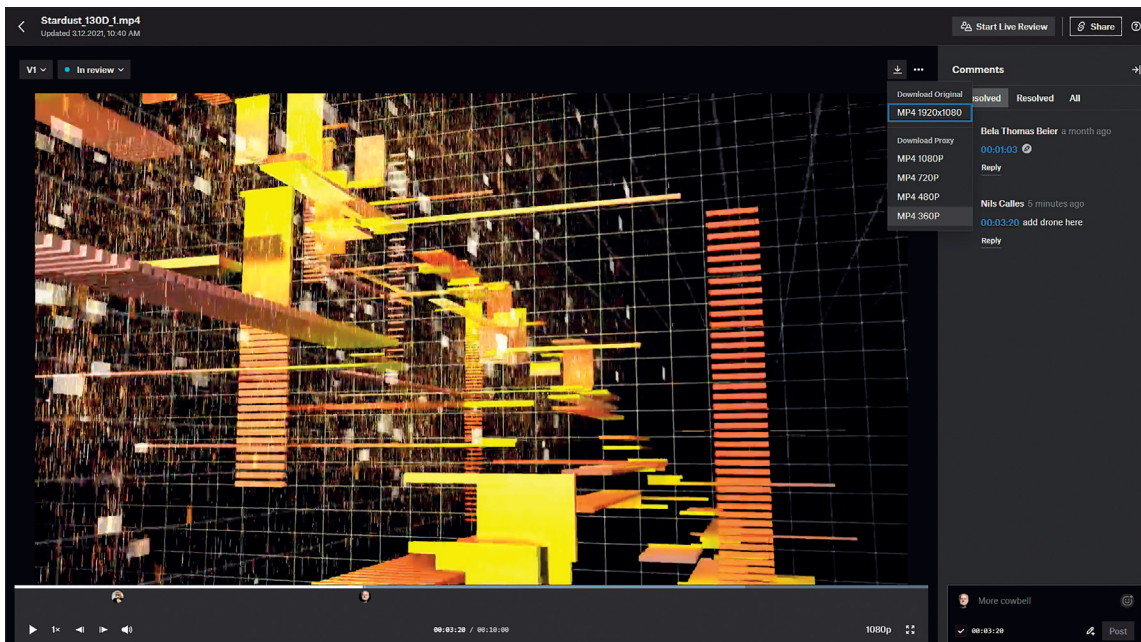 Stardust_130D_1.mp4
Updated 3.12.2021, 10:40 AM
Start Live Review
Share
V1
In review
Comments
Download Original
MP4 1920x1080
Download Proxy
MP4 1080P
MP4 720P
MP4 480P
MP4 360P
solved Resolved All
Bela Thomas Beier a month ago
00:01:03
Reply
Nils Calles 5 minutes ago
00:03:20 add drone here
Reply
1x
00:03:20 / 00:10:00
1080p
More cowbell
00:03:20
Post